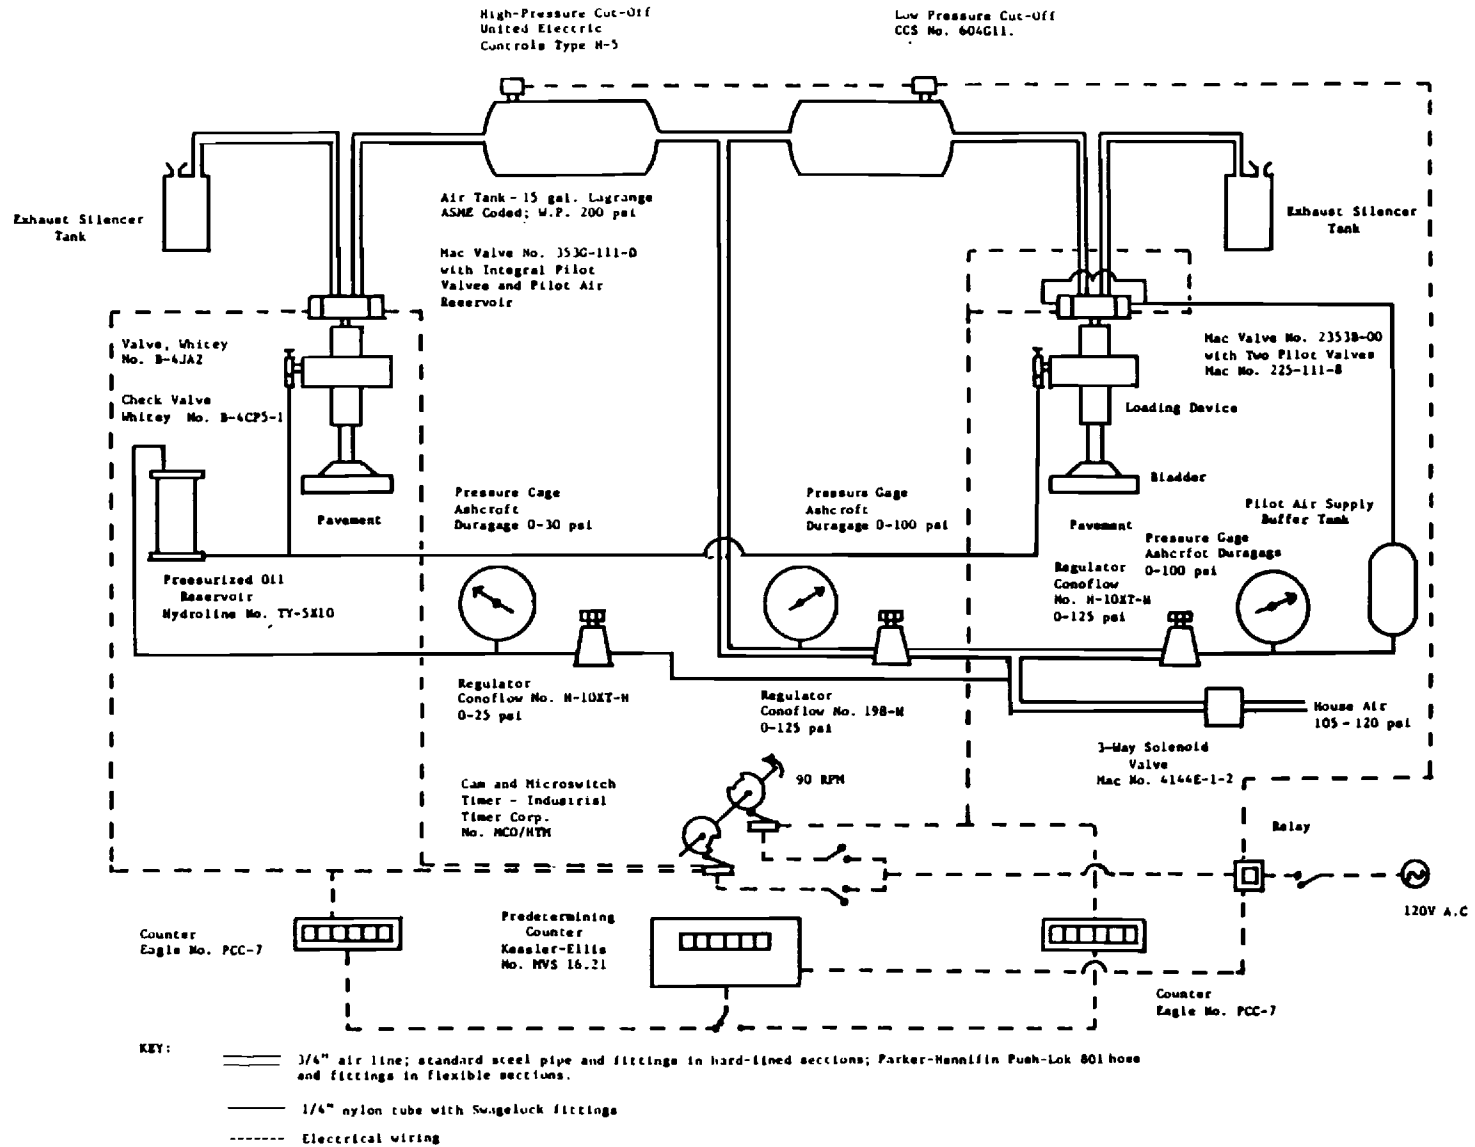 High-Pressure Cut-Off
United Electric
Controls Type H-5
Low Pressure Cut-Off
CCS No. 604G11.
Exhaust Silencer
Tank
Air Tank - 15 gal. Lagrange
ASME Coded; W.P. 200 psi
Mac Valve No. 353G-111-D
with Integral Pilot
Valves and Pilot Air
Reservoir
Exhaust Silencer
Tank
Valve, Whitey
No. B-4JA2
Check Valve
Whitey No. B-4CP5-1
Mac Valve No. 2353B-00
with Two Pilot Valves
Mac No. 225-111-B
Loading Device
Bladder
Pavement
Pressure Gage
Ashcroft
Duragage 0-30 psi
Pressure Gage
Ashcroft
Duragage 0-100 psi
Pavement
Pilot Air Supply
Buffer Tank
Pressure Gage
Ashcrfot Duragags
0-100 psi
Regulator
Conoflow
No. H-10XT-M
0-125 psi
Pressurized Oil
Reservoir
Hydroline No. TY-5X10
Regulator
Conoflow No. H-10XT-H
0-25 psi
Regulator
Conoflow No. 198-M
0-125 psi
House Air
105-120 psi
3-Way Solenoid
Valve
Mac No. 4144E-1-2
Cam and Microswitch
Timer - Industrial
Timer Corp.
No. MCO/HTM
90 RPM
Relay
120V A.C
Counter
Eagle No. PCC-7
Predetermining
Counter
Kessler-Ellis
No. MVS 16.21
Counter
Eagle No. PCC-7
KEY:
3/4" air line; standard steel pipe and fittings in hard-lined sections; Parker-Hannifin Push-Lok 801 hose
and fittings in flexible sections.
1/4" nylon tube with Swagelock fittings
Electrical wiring